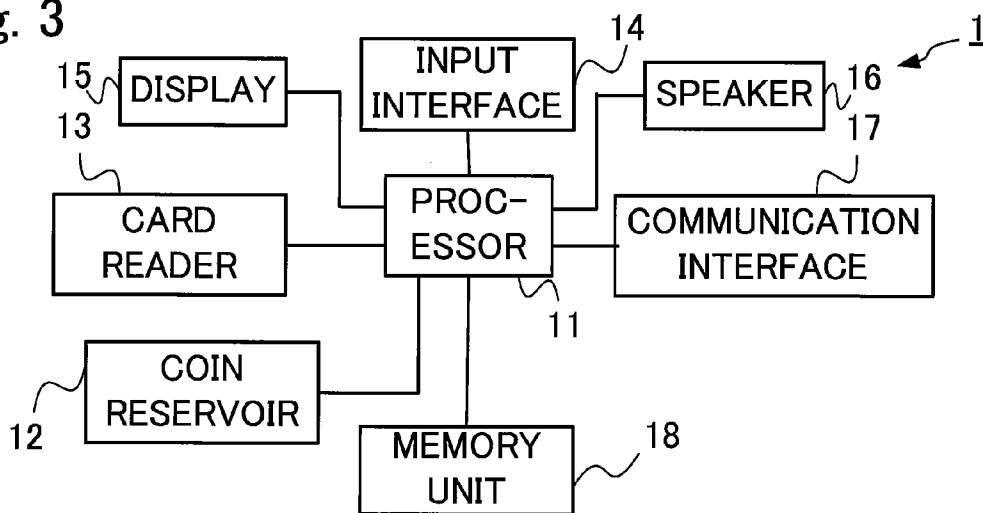 g. 3
14
1
15
DISPLAY
INPUT
INTERFACE
SPEAKER
16
13
17
CARD
READER
PROC-
ESSOR
COMMUNICATION
INTERFACE
11
COIN
RESERVOIR
12
MEMORY
UNIT
18